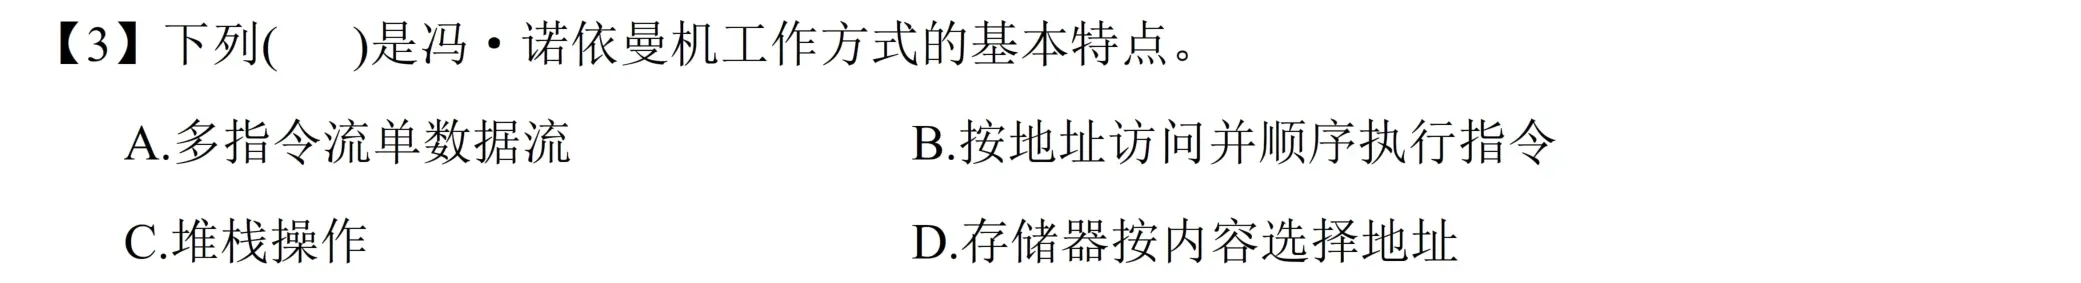 【3】下列(　)是冯·诺依曼机工作方式的基本特点。
A.多指令流单数据流 B.按地址访问并顺序执行指令
C.堆栈操作 D.存储器按内容选择地址